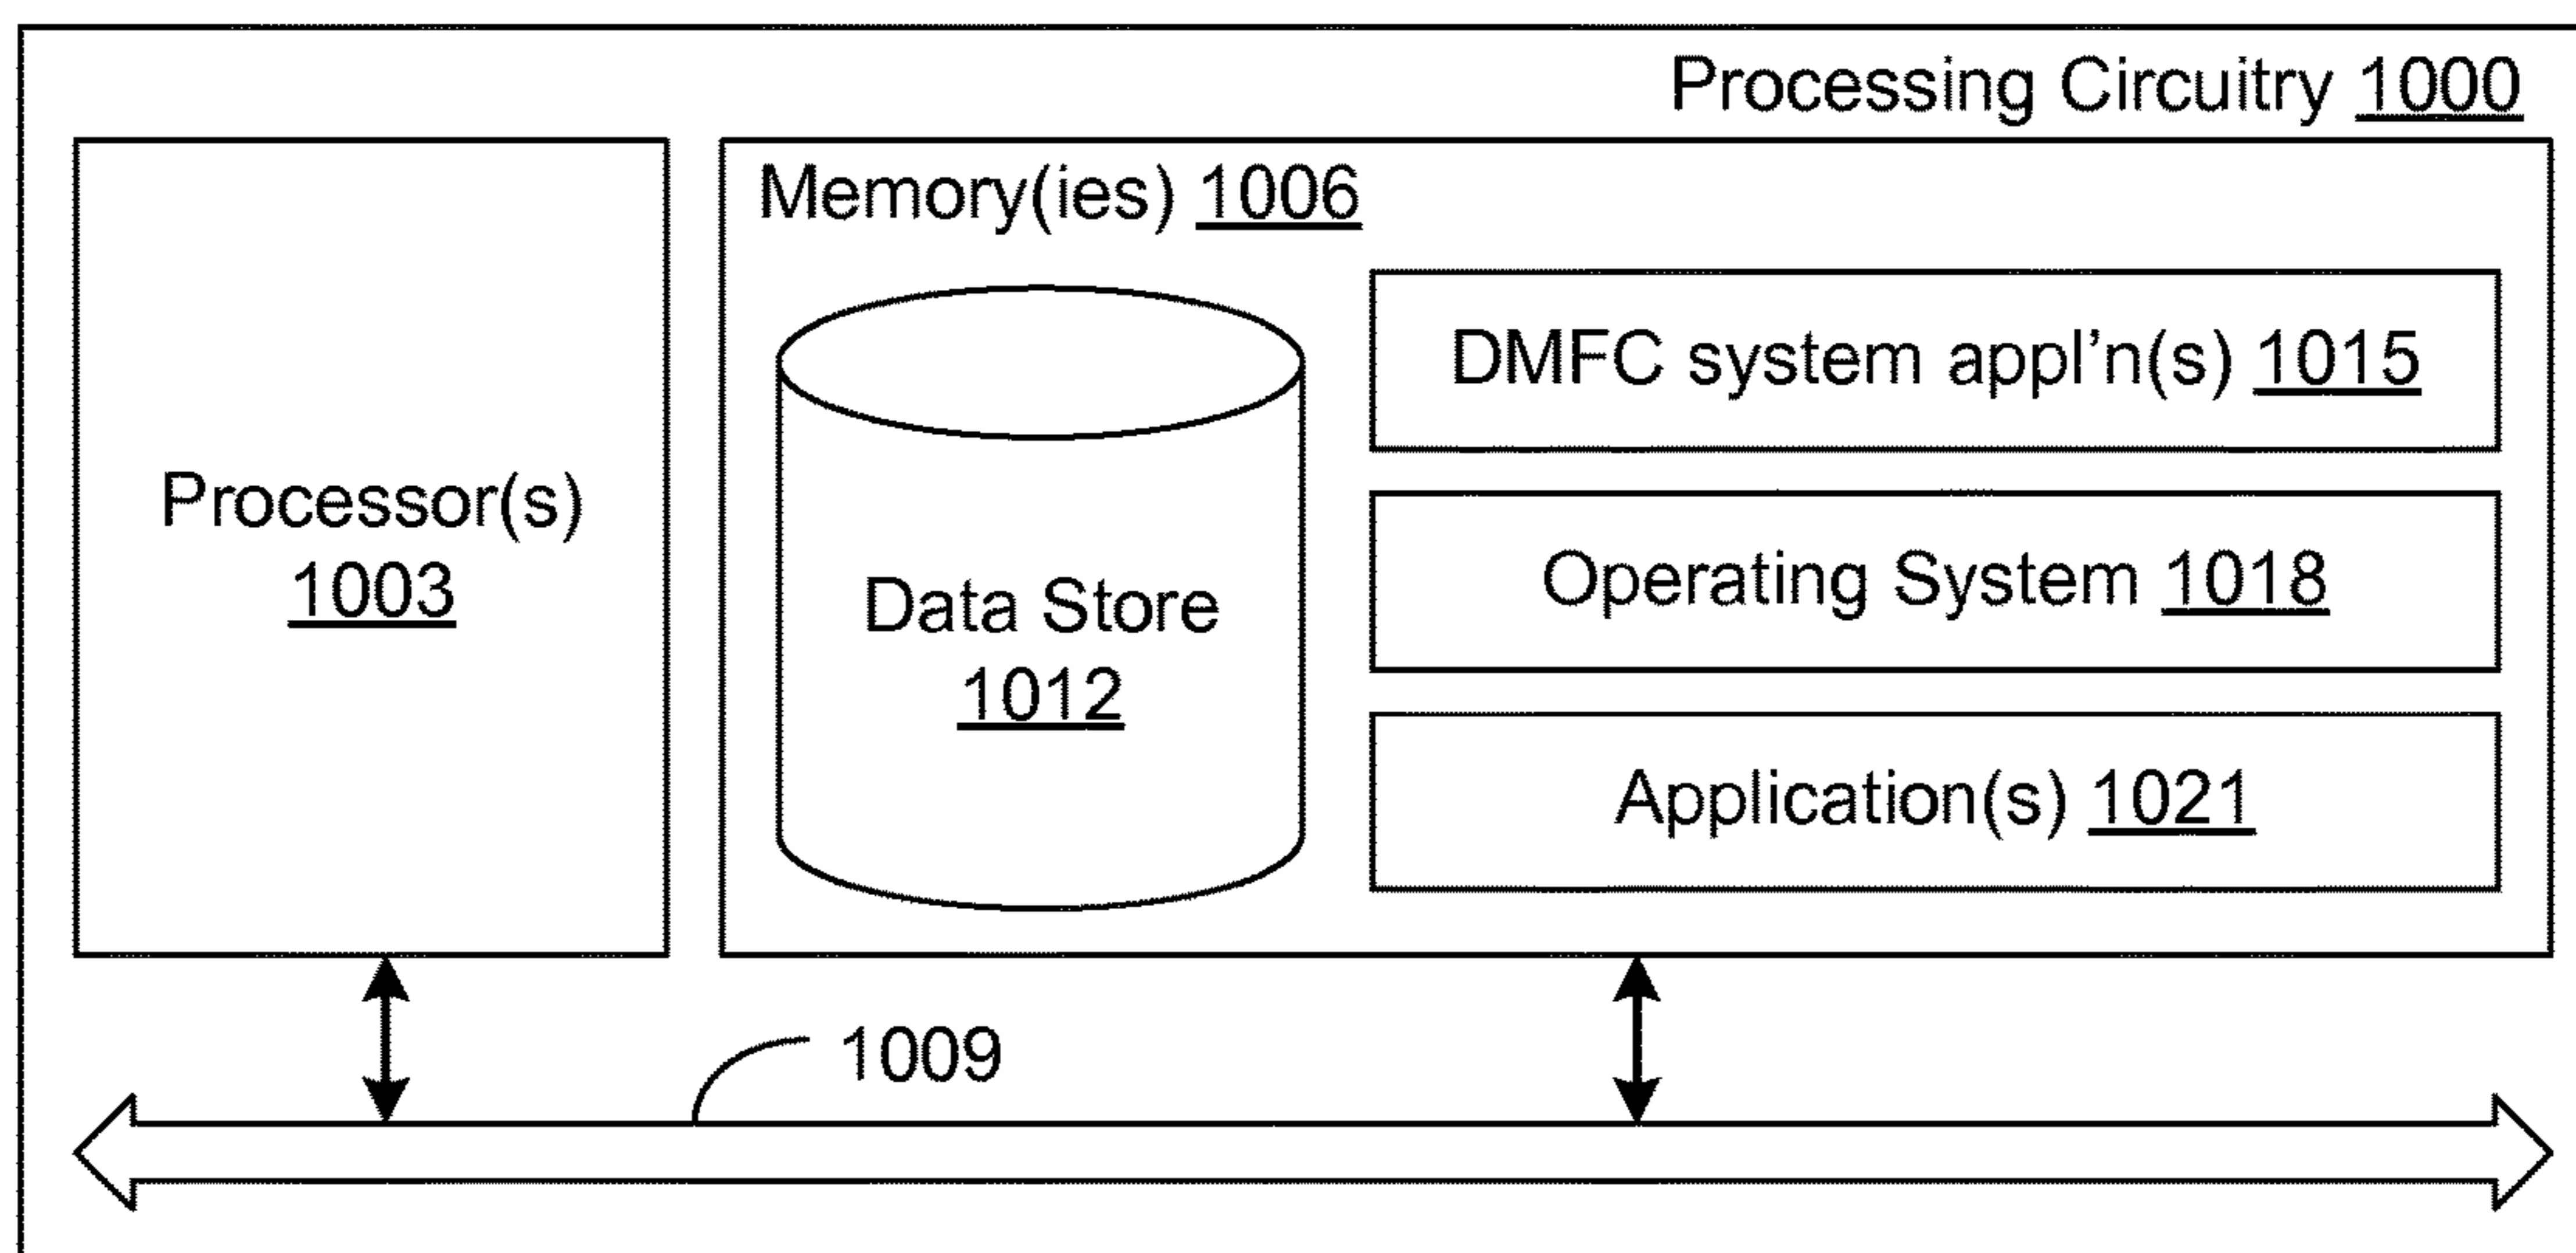 Processing Circuitry 1000
Processor(s)
1003
Memory(ies) 1006
Data Store
1012
DMFC system appl’n(s) 1015
Operating System 1018
Application(s) 1021
1009